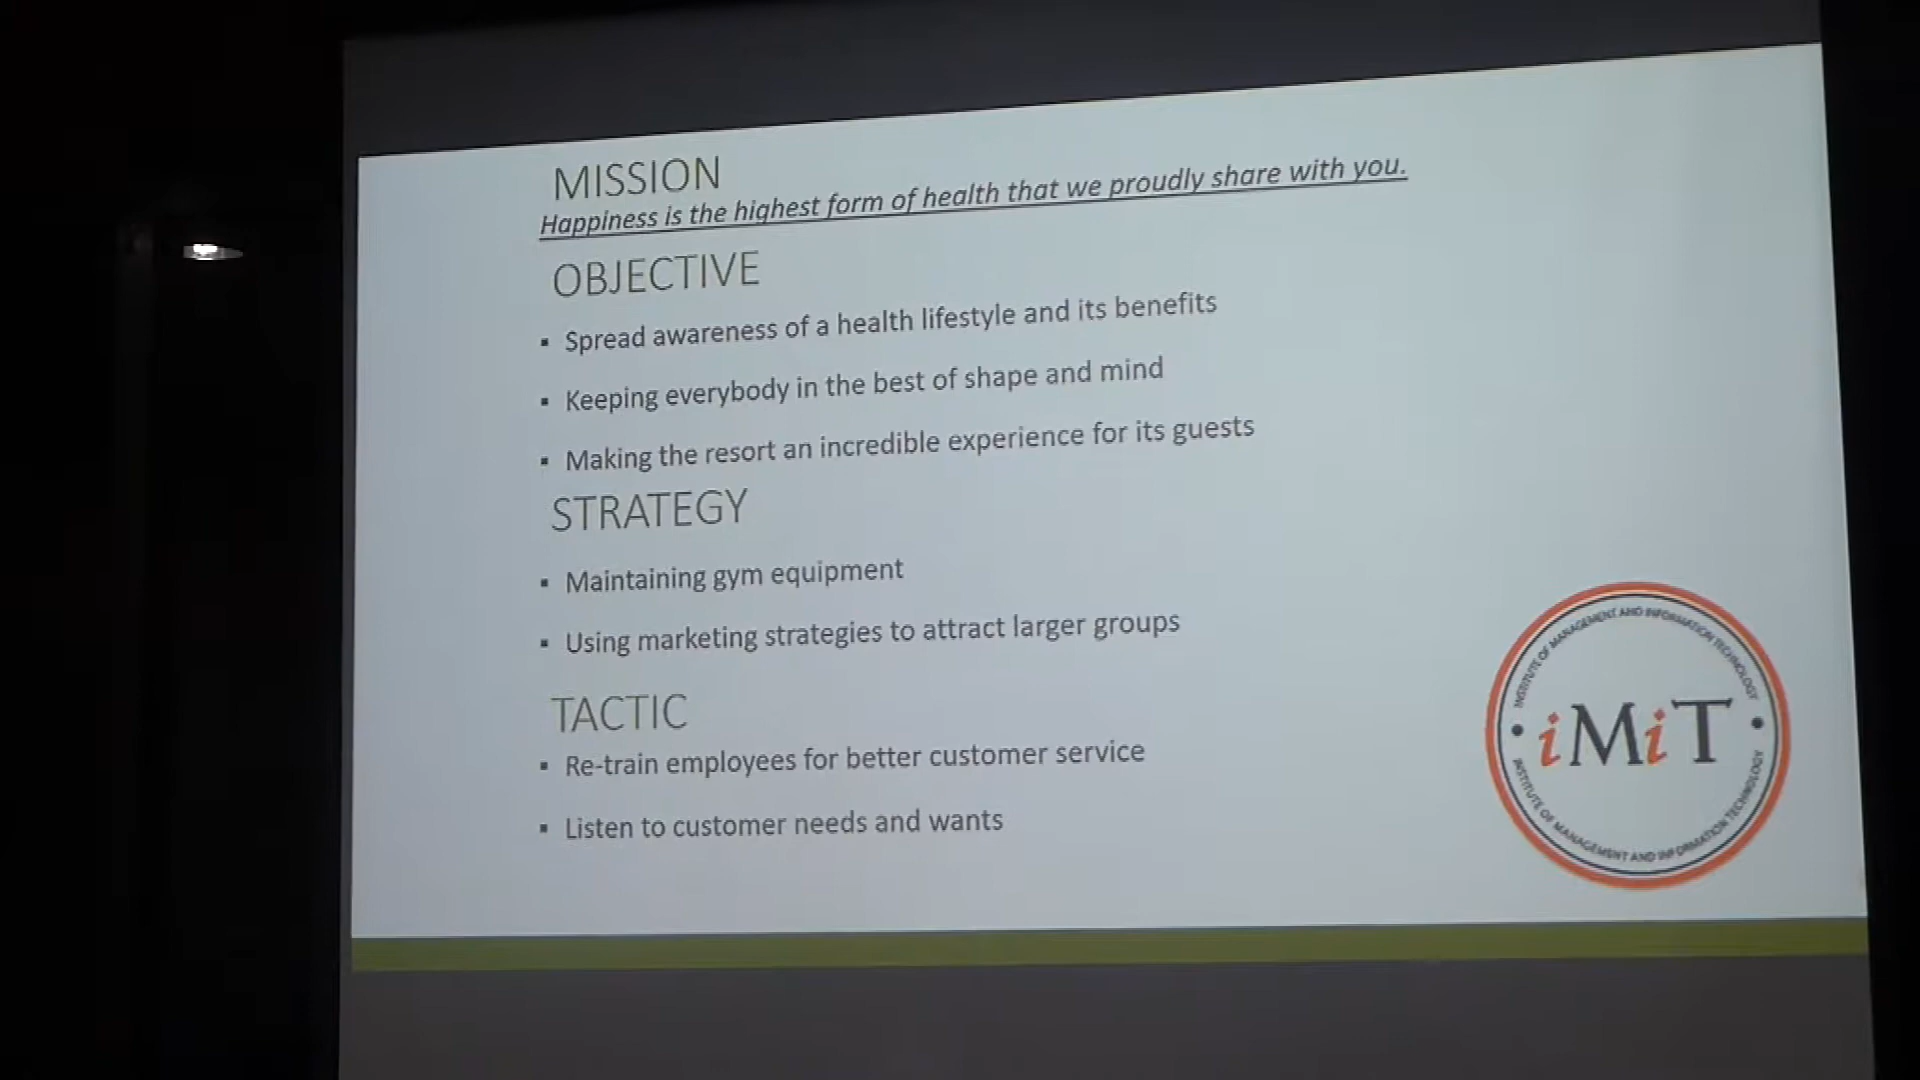 MISSION
Happiness is the highest form of health that we proudly share with you.
OBJECTIVE
▪ Spread awareness of a health lifestyle and its benefits
▪ Keeping everybody in the best of shape and mind
▪ Making the resort an incredible experience for its guests
STRATEGY
▪ Maintaining gym equipment
▪ Using marketing strategies to attract larger groups
TACTIC
▪ Re-train employees for better customer service
▪ Listen to customer needs and wants
INSTITUTE OF MANAGEMENT AND INFORMATION TECHNOLOGY
• iMiT •
INSTITUTE OF MANAGEMENT AND INFORMATION TECHNOLOGY